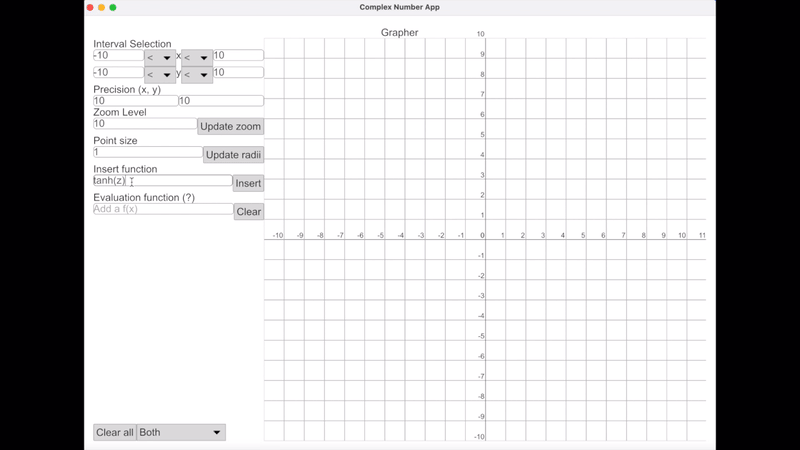 Complex Number App
Grapher
Interval Selection
-10 < x < 10
-10 < y < 10
Precision (x, y)
10 10
Zoom Level
10 Update zoom
Point size
1 Update radii
Insert function
tanh(z) Insert
Evaluation function (?)
Add a f(x) Clear
Clear all Both
10
9
8
7
6
5
4
3
2
1
-10 -9 -8 -7 -6 -5 -4 -3 -2 -1 0 1 2 3 4 5 6 7 8 9 10 11
-1
-2
-3
-4
-5
-6
-7
-8
-9
-10